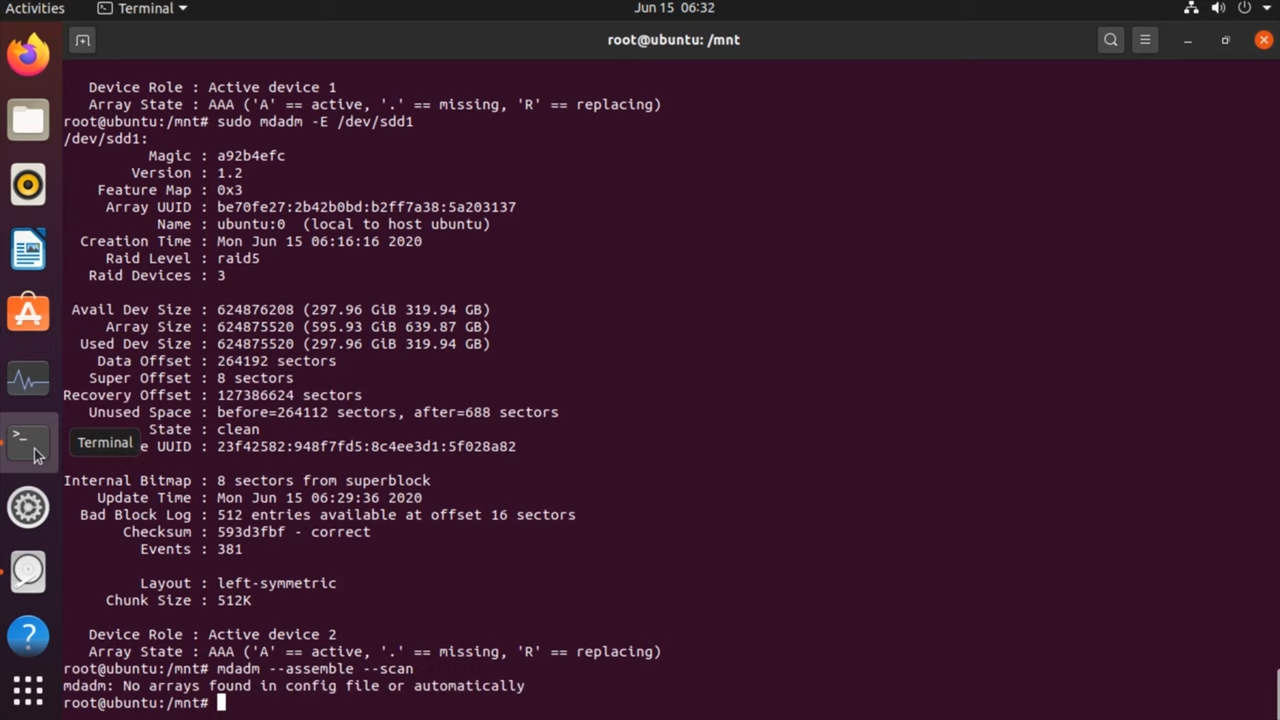 Activities Terminal Jun 15 06:32
root@ubuntu: /mnt
Device Role : Active device 1
Array State : AAA ('A' == active, '.' == missing, 'R' == replacing)
root@ubuntu:/mnt# sudo mdadm -E /dev/sdd1
/dev/sdd1:
Magic : a92b4efc
Version : 1.2
Feature Map : 0x3
Array UUID : be70fe27:2b42b0bd:b2ff7a38:5a203137
Name : ubuntu:0  (local to host ubuntu)
Creation Time : Mon Jun 15 06:16:16 2020
Raid Level : raid5
Raid Devices : 3
Avail Dev Size : 624876208 (297.96 GiB 319.94 GB)
Array Size : 624875520 (595.93 GiB 639.87 GB)
Used Dev Size : 624875520 (297.96 GiB 319.94 GB)
Data Offset : 264192 sectors
Super Offset : 8 sectors
Recovery Offset : 127386624 sectors
Unused Space : before=264112 sectors, after=688 sectors
State : clean
Terminal
e UUID : 23f42582:948f7fd5:8c4ee3d1:5f028a82
Internal Bitmap : 8 sectors from superblock
Update Time : Mon Jun 15 06:29:36 2020
Bad Block Log : 512 entries available at offset 16 sectors
Checksum : 593d3fbf - correct
Events : 381
Layout : left-symmetric
Chunk Size : 512K
Device Role : Active device 2
Array State : AAA ('A' == active, '.' == missing, 'R' == replacing)
root@ubuntu:/mnt# mdadm --assemble --scan
mdadm: No arrays found in config file or automatically
root@ubuntu:/mnt#